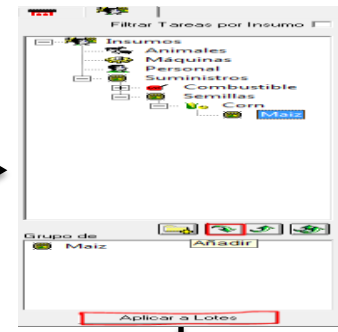 Filtrar Tareas por Insumo
Insumos
Animales
Máquinas
Personal
Suministros
Combustible
Semillas
Corn
Maiz
Grupo de
Añadir
Maiz
Aplicar a Lotes